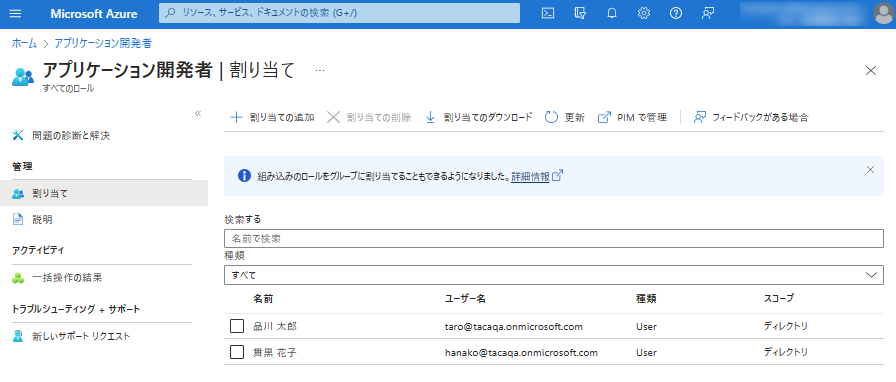 Microsoft Azure
リソース、サービス、ドキュメントの検索 (G+/)
ホーム > アプリケーション開発者
アプリケーション開発者 | 割り当て ...
すべてのロール
«
問題の診断と解決
管理
割り当て
説明
アクティビティ
一括操作の結果
トラブルシューティング + サポート
新しいサポート リクエスト
割り当ての追加 割り当ての削除 割り当てのダウンロード 更新 PIM で管理 フィードバックがある場合
組み込みのロールをグループに割り当てることもできるようになりました。詳細情報
検索する
名前で検索
種類
すべて
名前 ユーザー名 種類 スコープ
品川 太郎 taro@tacaqa.onmicrosoft.com User ディレクトリ
舞黒 花子 hanako@tacaqa.onmicrosoft.com User ディレクトリ